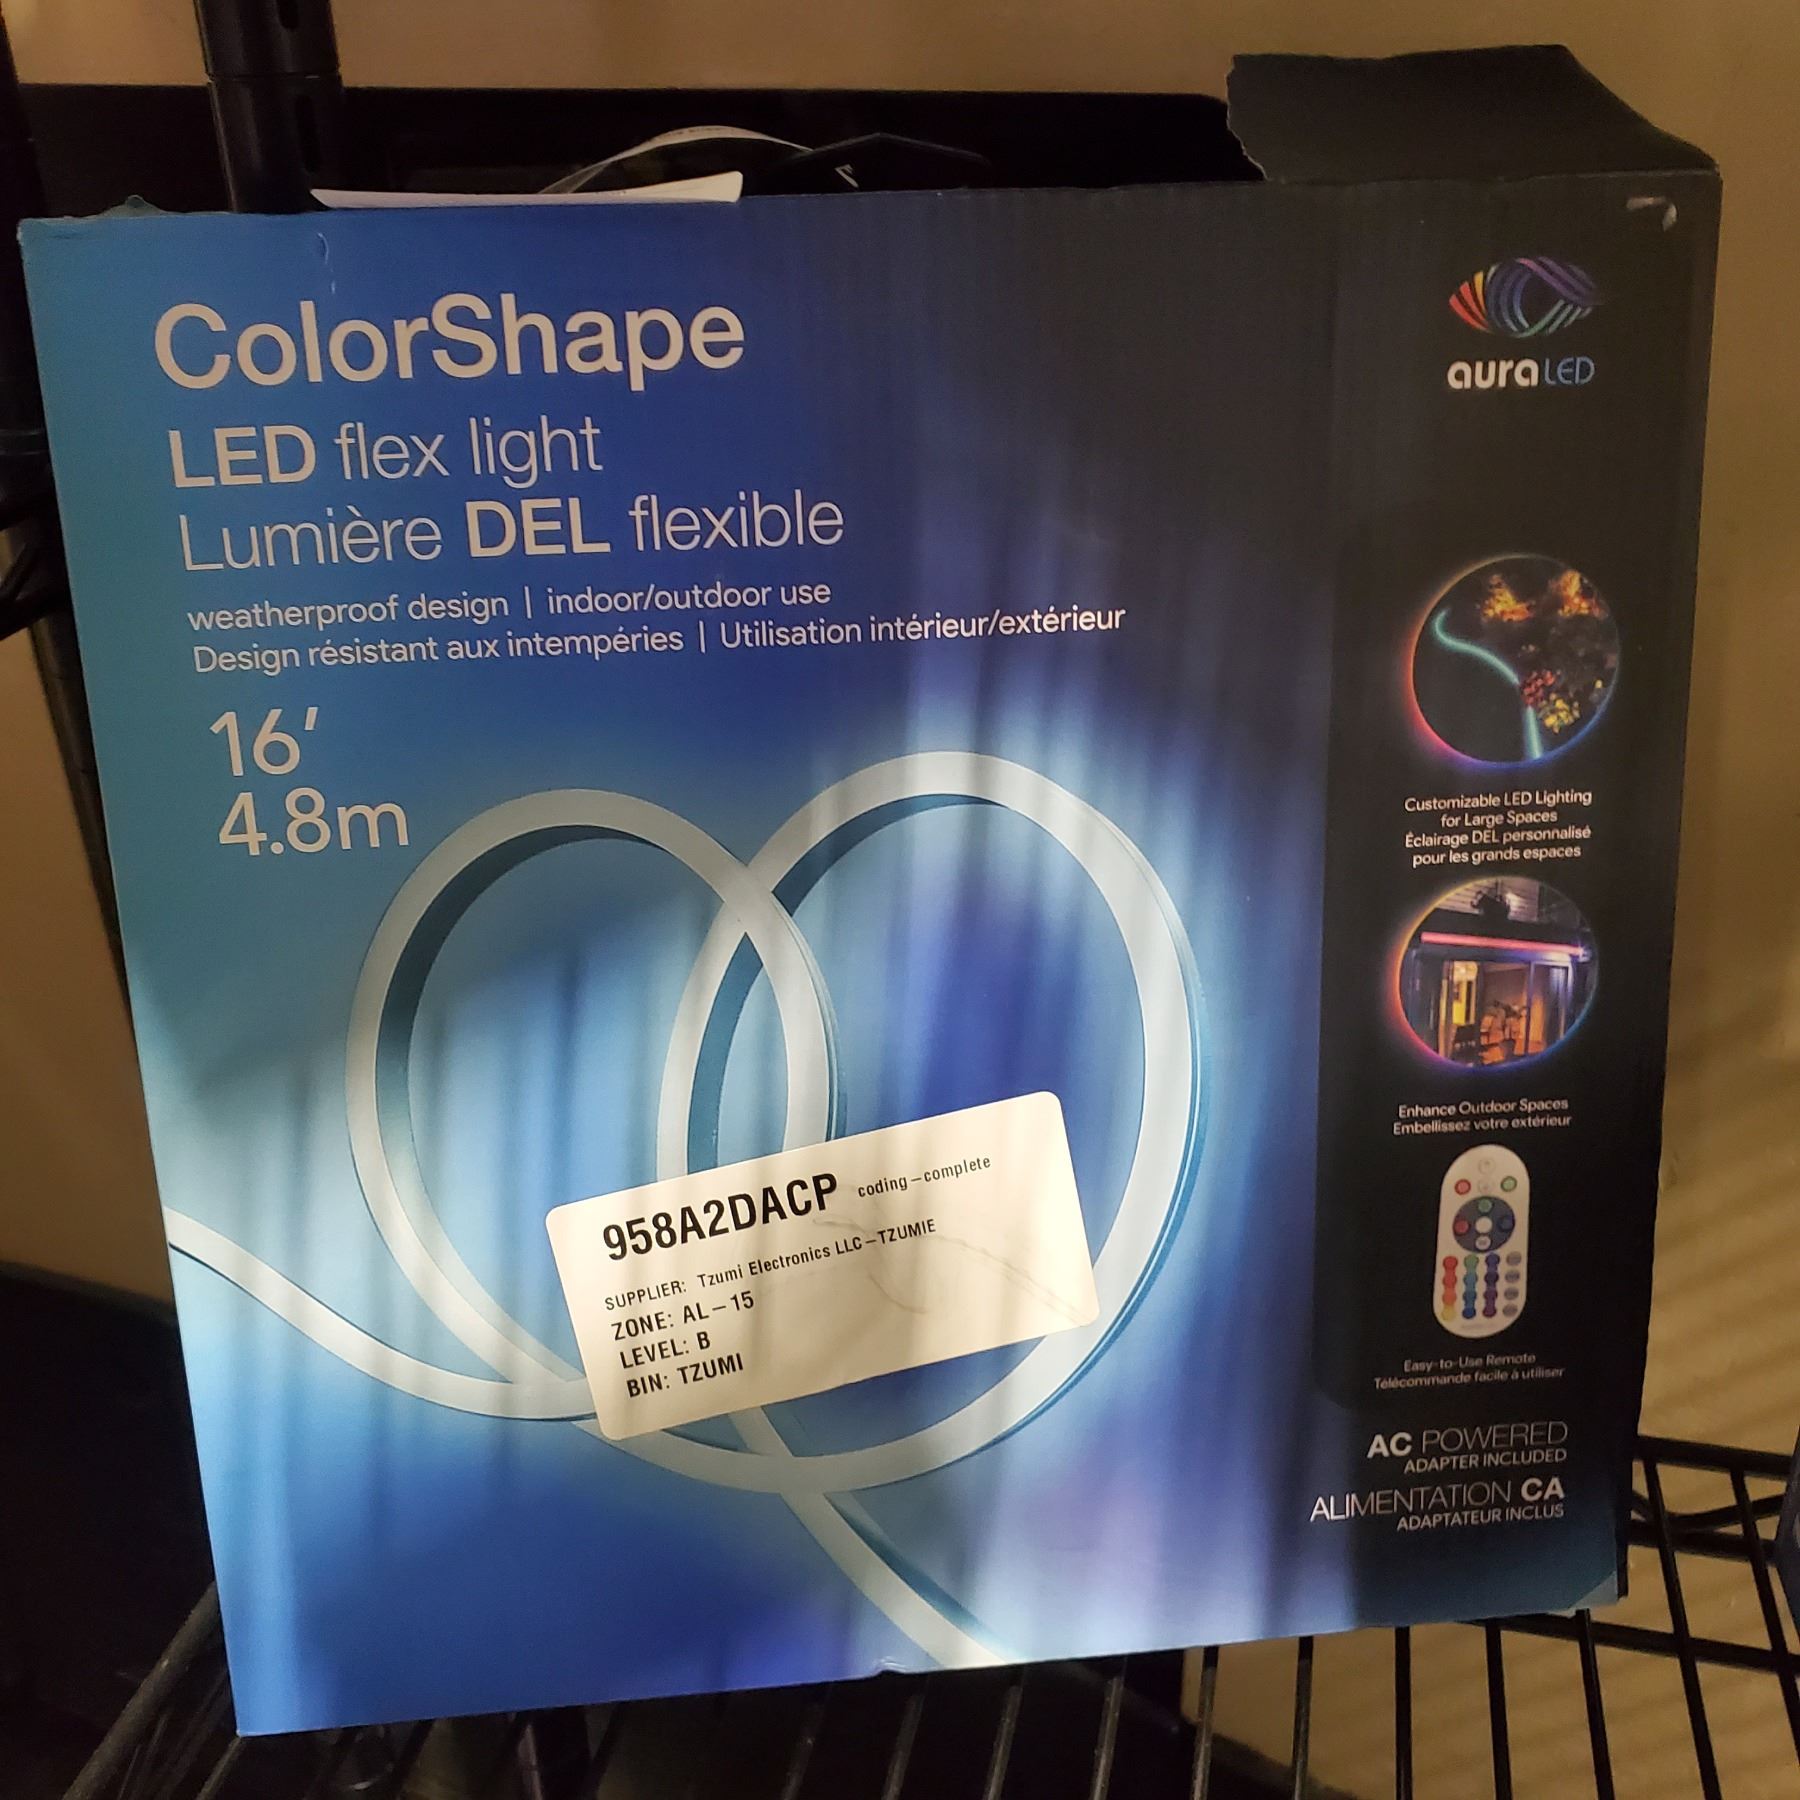 ColorShape
LED flex light
Lumière DEL flexible
weatherproof design | indoor/outdoor use
Design résistant aux intempéries | Utilisation intérieur/extérieur
16'
4.8m
958A2DACP coding-complete
SUPPLIER: Tzumi Electronics LLC-TZUMIE
ZONE: AL-15
LEVEL: B
BIN: TZUMI
auraLED
Customizable LED Lighting
for Large Spaces
Éclairage DEL personnalisé
pour les grands espaces
Enhance Outdoor Spaces
Embellissez votre extérieur
Easy-to-Use Remote
Télécommande facile à utiliser
AC POWERED
ADAPTER INCLUDED
ALIMENTATION CA
ADAPTATEUR INCLUS